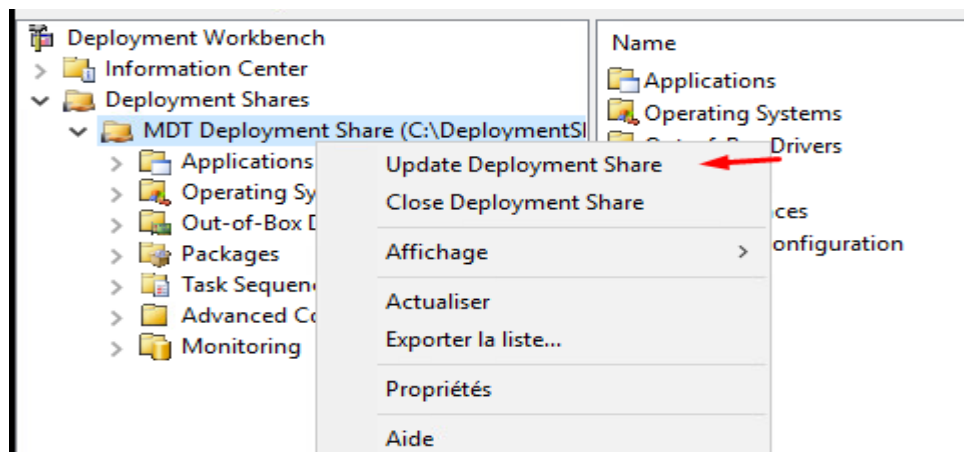 Deployment Workbench
Information Center
Deployment Shares
MDT Deployment Share (C:\DeploymentSl
Applications
Operating Sy
Out-of-Box D
Packages
Task Sequen
Advanced Co
Monitoring
Update Deployment Share
Close Deployment Share
Affichage
Actualiser
Exporter la liste...
Propriétés
Aide
Name
Applications
Operating Systems
Drivers
ces
onfiguration